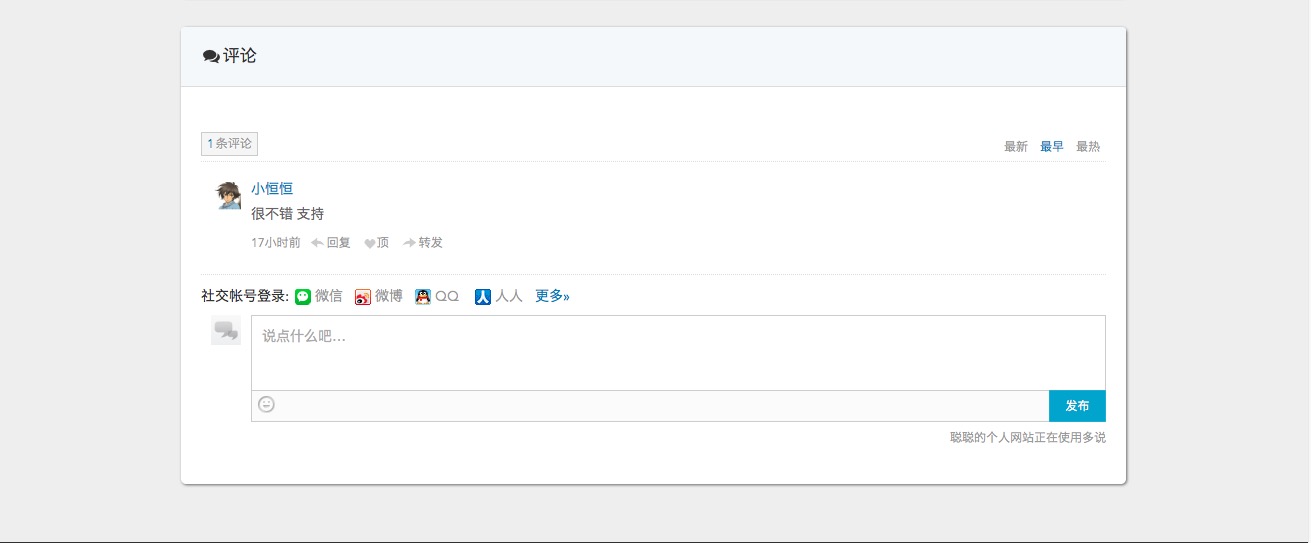 评论
1条评论
最新 最早 最热
小恒恒
很不错 支持
17小时前 回复 顶 转发
社交帐号登录: 微信 微博 QQ 人人 更多»
说点什么吧...
发布
聪聪的个人网站正在使用多说